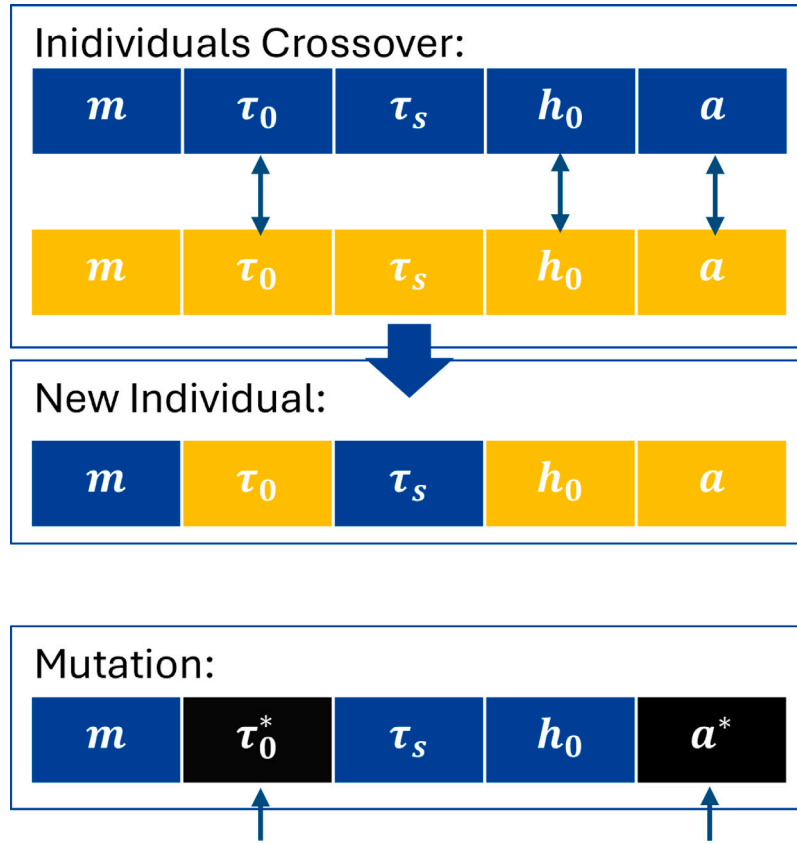 Inidividuals Crossover:
m τ₀ τₛ h₀ a
m τ₀ τₛ h₀ a
New Individual:
m τ₀ τₛ h₀ a
Mutation:
m τ₀* τₛ h₀ a*